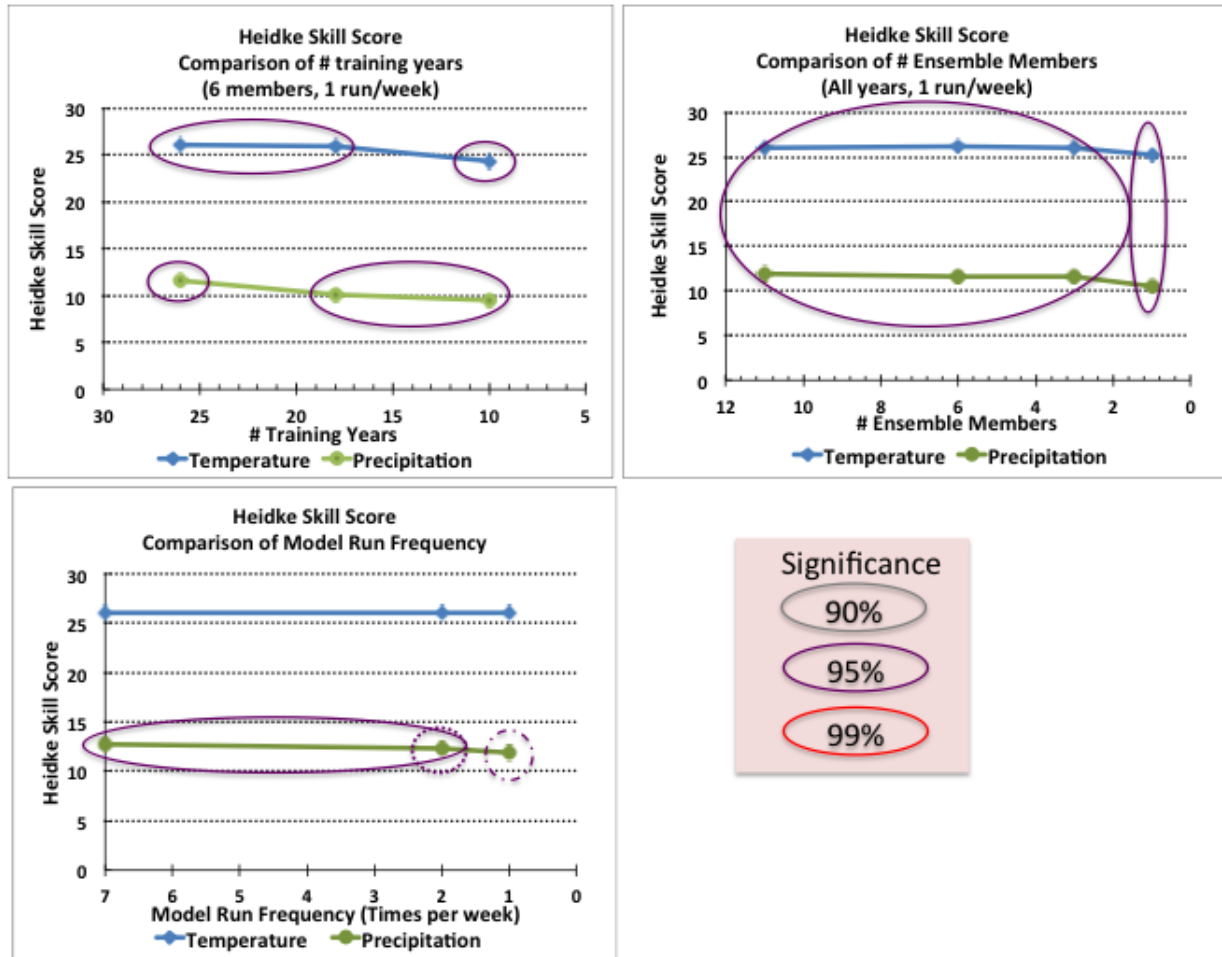 Heidke Skill Score
Comparison of # training years
(6 members, 1 run/week)
30
25
20
15
10
5
0
Heidke Skill Score
30 25 20 15 10 5
# Training Years
Temperature Precipitation
Heidke Skill Score
Comparison of # Ensemble Members
(All years, 1 run/week)
30
25
20
15
10
5
0
Heidke Skill Score
12 10 8 6 4 2 0
# Ensemble Members
Temperature Precipitation
Heidke Skill Score
Comparison of Model Run Frequency
30
25
20
15
10
5
0
Heidke Skill Score
7 6 5 4 3 2 1 0
Model Run Frequency (Times per week)
Temperature Precipitation
Significance
90%
95%
99%